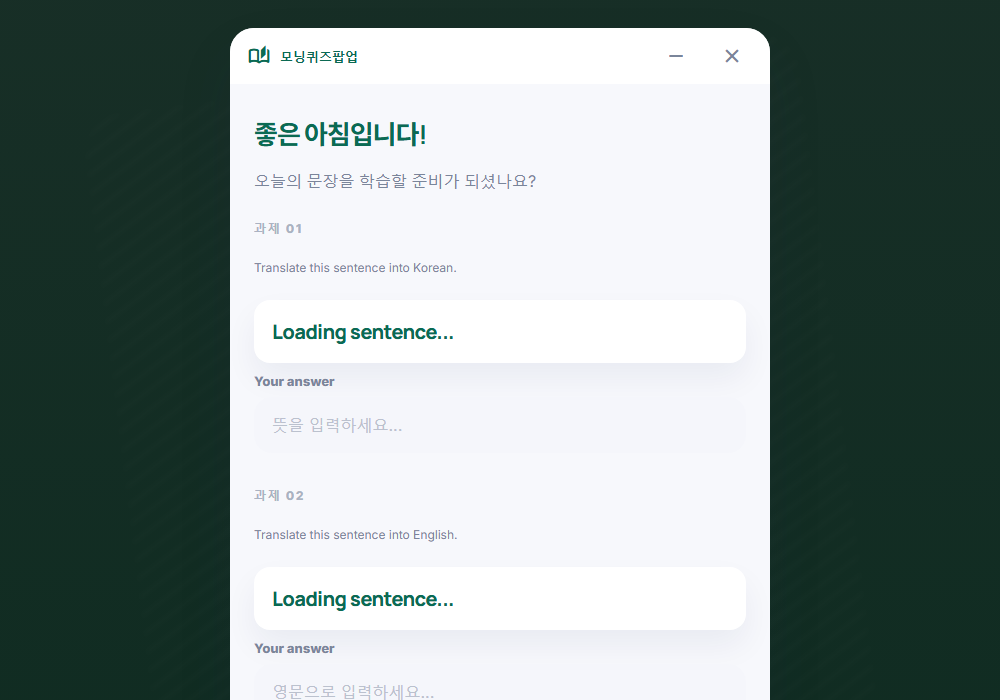 모닝퀴즈팝업
좋은 아침입니다!
오늘의 문장을 학습할 준비가 되셨나요?
과제 01
Translate this sentence into Korean.
Loading sentence...
Your answer
뜻을 입력하세요...
과제 02
Translate this sentence into English.
Loading sentence...
Your answer
영문으로 입력하세요...